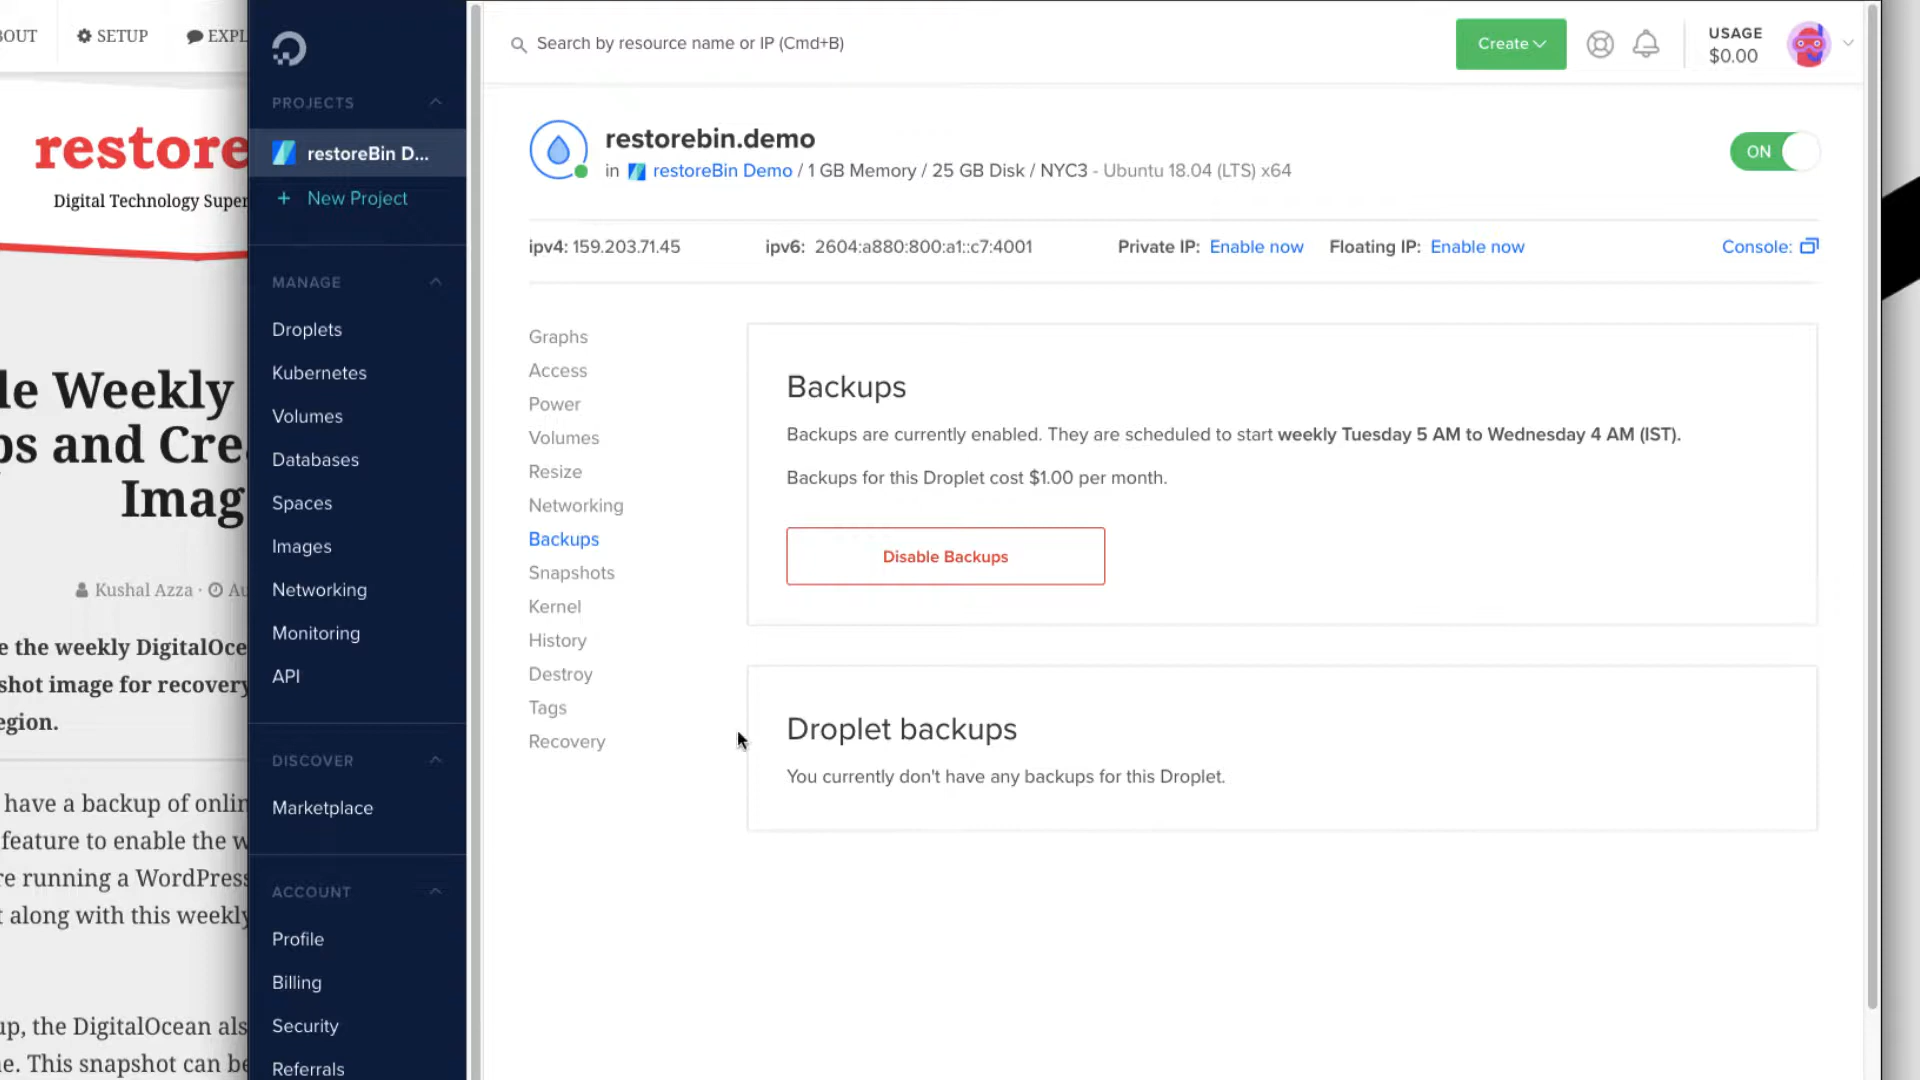 OUT
SETUP
EXPL
restore
Digital Technology Super
le Weekly
ps and Cre
Imag
Kushal Azza · Au
e the weekly DigitalOce
shot image for recovery
egion.
have a backup of onlin
feature to enable the w
re running a WordPress
t along with this weekly
up, the DigitalOcean als
e. This snapshot can be
PROJECTS
restoreBin D...
+ New Project
MANAGE
Droplets
Kubernetes
Volumes
Databases
Spaces
Images
Networking
Monitoring
API
DISCOVER
Marketplace
ACCOUNT
Profile
Billing
Security
Referrals
Search by resource name or IP (Cmd+B)
Create
USAGE
$0.00
restorebin.demo
in restoreBin Demo / 1 GB Memory / 25 GB Disk / NYC3 - Ubuntu 18.04 (LTS) x64
ON
ipv4: 159.203.71.45
ipv6: 2604:a880:800:a1::c7:4001
Private IP: Enable now
Floating IP: Enable now
Console:
Graphs
Access
Power
Volumes
Resize
Networking
Backups
Snapshots
Kernel
History
Destroy
Tags
Recovery
Backups
Backups are currently enabled. They are scheduled to start weekly Tuesday 5 AM to Wednesday 4 AM (IST).
Backups for this Droplet cost $1.00 per month.
Disable Backups
Droplet backups
You currently don't have any backups for this Droplet.